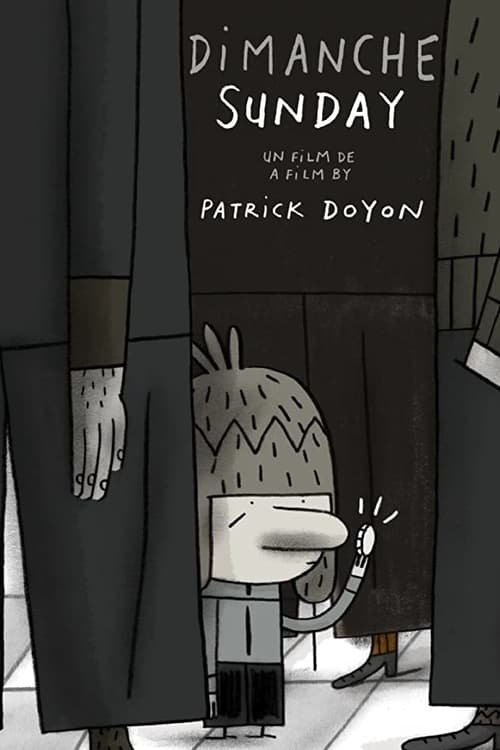 DiMANCHE
SUNDAY
UN FiLM DE
A FiLM BY
PATRICK DOYON